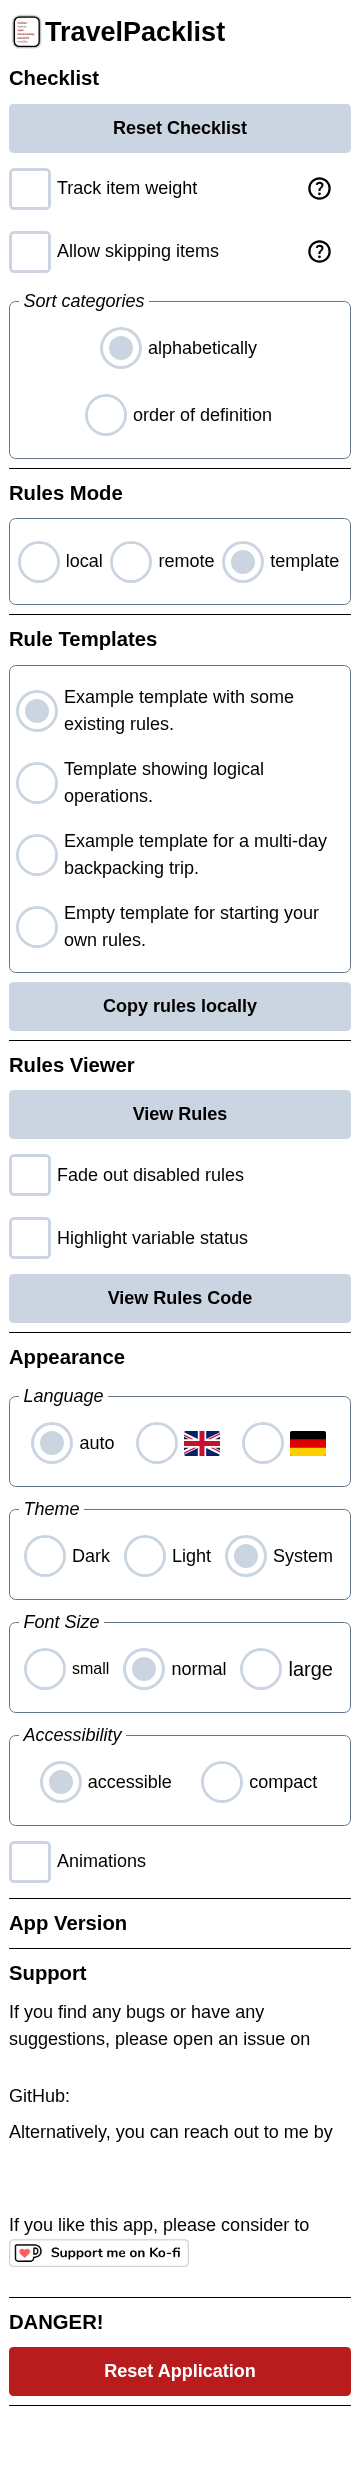 TravelPacklist
Checklist
Reset Checklist
Track item weight
Allow skipping items
Sort categories
alphabetically
order of definition
Rules Mode
local remote template
Rule Templates
Example template with some
existing rules.
Template showing logical
operations.
Example template for a multi-day
backpacking trip.
Empty template for starting your
own rules.
Copy rules locally
Rules Viewer
View Rules
Fade out disabled rules
Highlight variable status
View Rules Code
Appearance
Language
auto
Theme
Dark Light System
Font Size
small normal large
Accessibility
accessible compact
Animations
App Version
Support
If you find any bugs or have any
suggestions, please open an issue on
GitHub:
Alternatively, you can reach out to me by
If you like this app, please consider to
Support me on Ko-fi
DANGER!
Reset Application